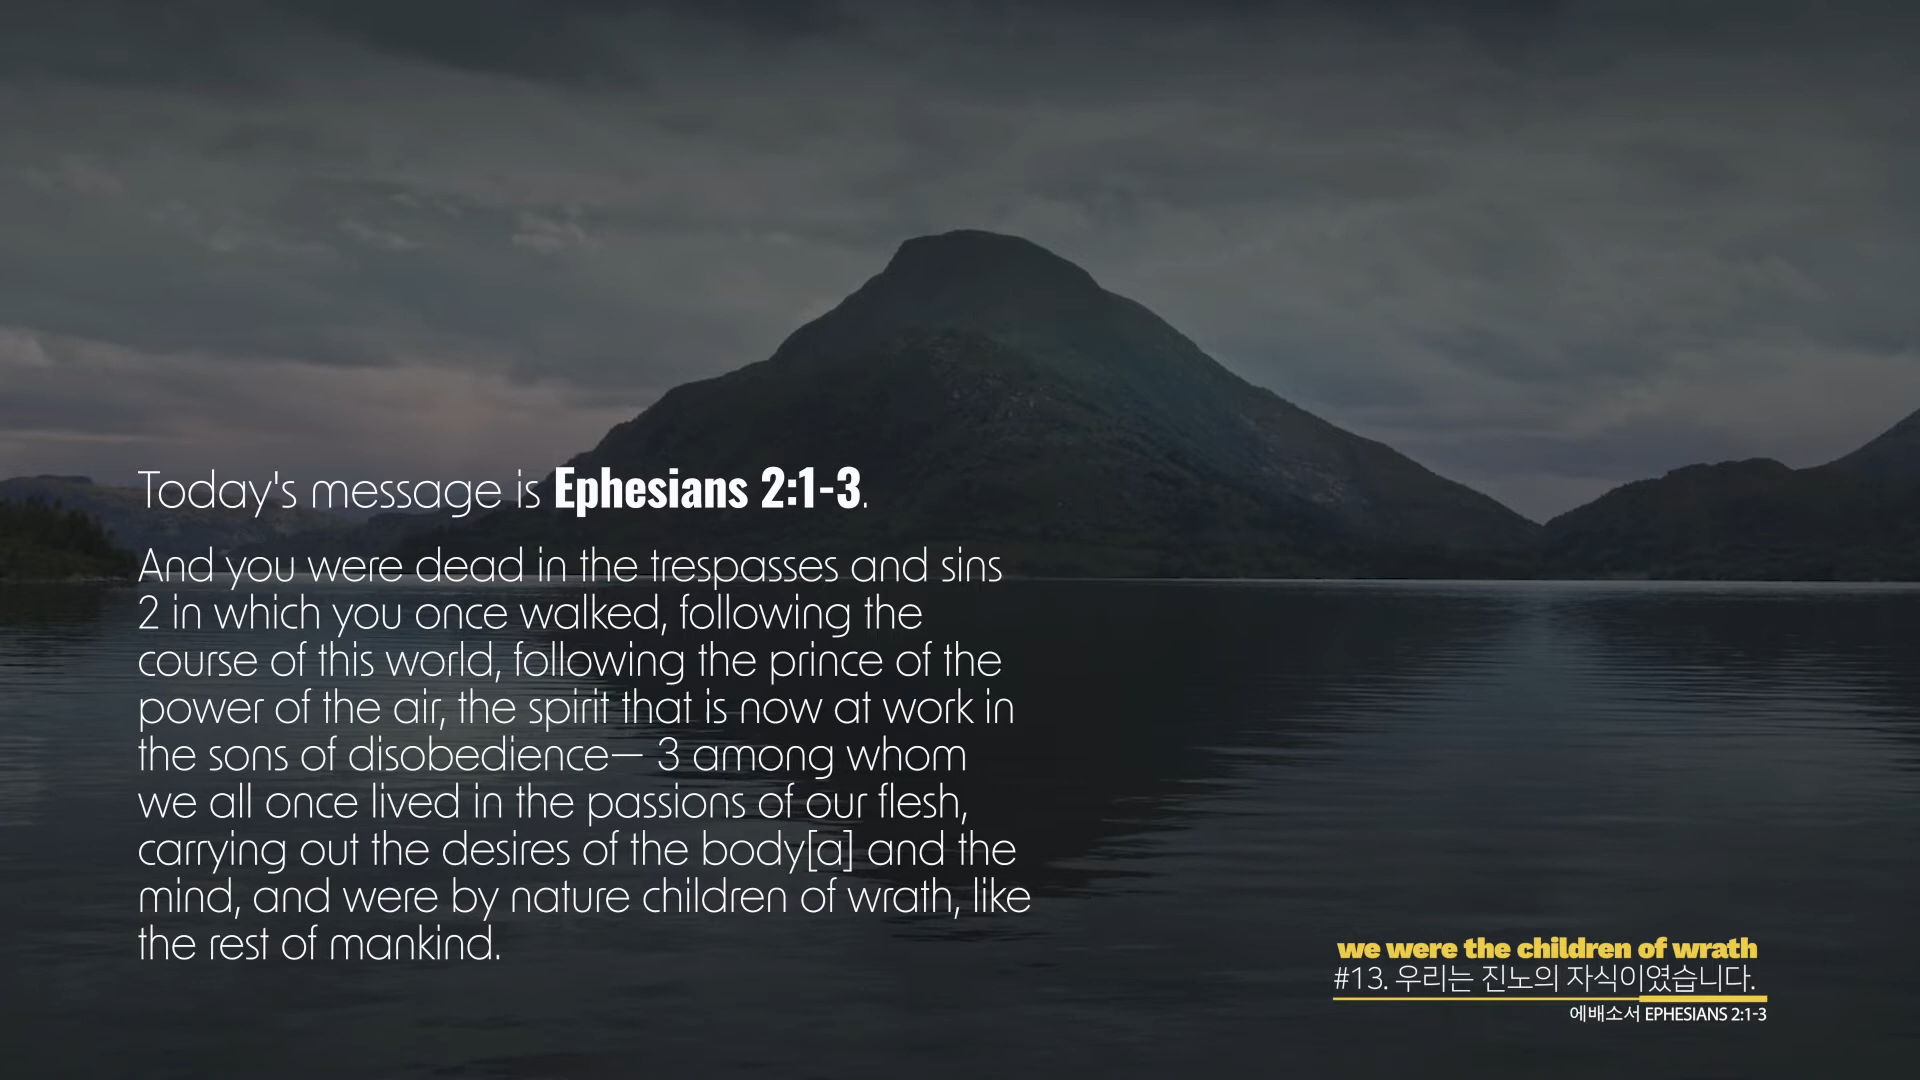 Today's message is Ephesians 2:1-3.
And you were dead in the trespasses and sins
2 in which you once walked, following the
course of this world, following the prince of the
power of the air, the spirit that is now at work in
the sons of disobedience— 3 among whom
we all once lived in the passions of our flesh,
carrying out the desires of the body[a] and the
mind, and were by nature children of wrath, like
the rest of mankind.
we were the children of wrath
#13. 우리는 진노의 자식이였습니다.
에배소서 EPHESIANS 2:1-3